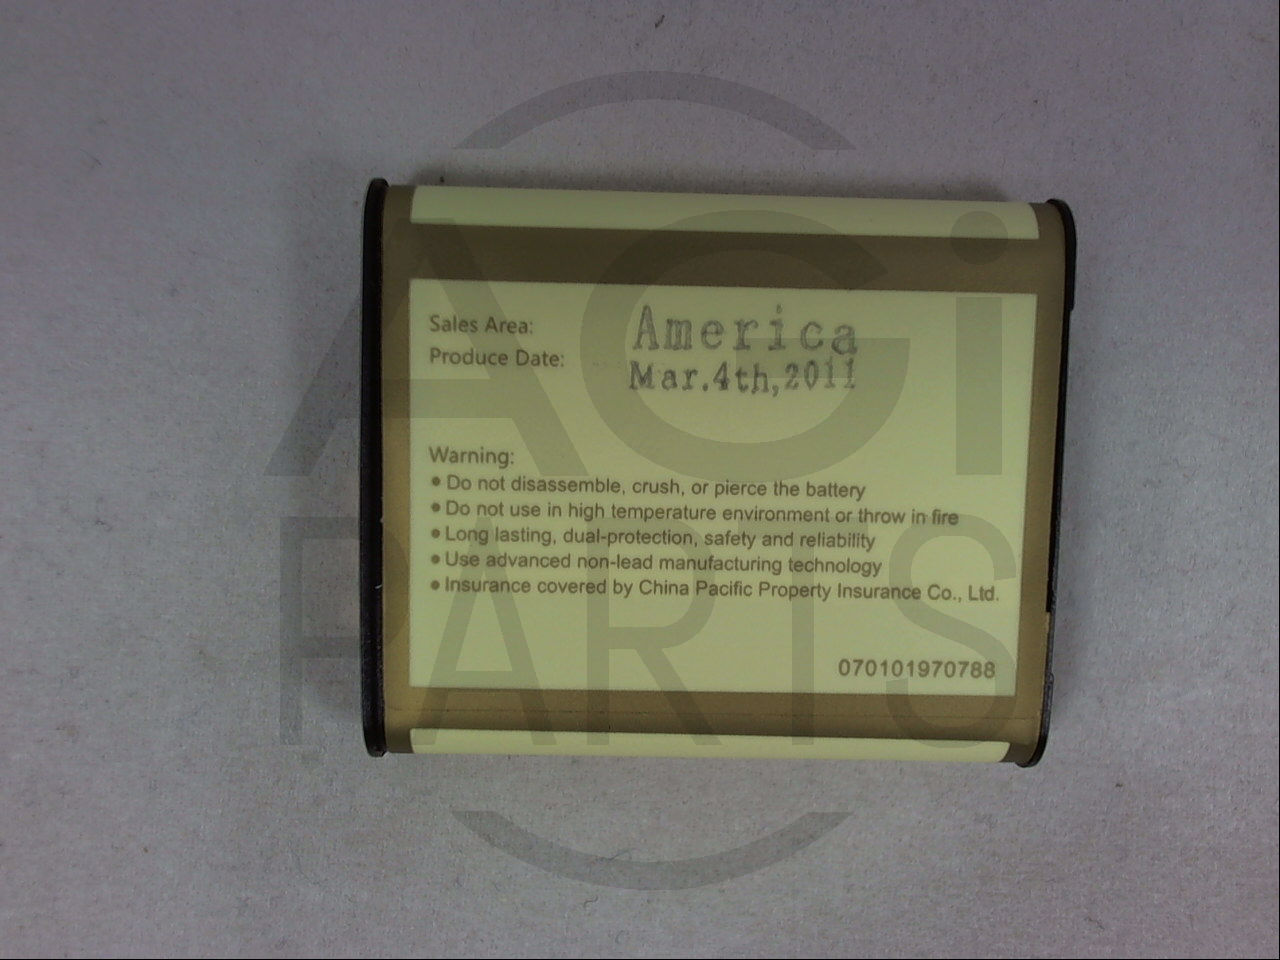 Sales Area: America
Produce Date: Mar.4th,2011
Warning:
• Do not disassemble, crush, or pierce the battery
• Do not use in high temperature environment or throw in fire
• Long lasting, dual-protection, safety and reliability
• Use advanced non-lead manufacturing technology
• Insurance covered by China Pacific Property Insurance Co., Ltd.
070101970788
AGi
PARTS